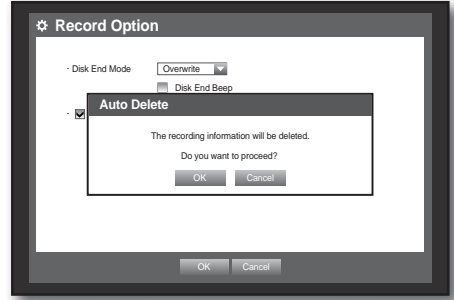 Record Option
· Disk End Mode Overwrite
Disk End Beep
·
Auto Delete
The recording information will be deleted.
Do you want to proceed?
OK Cancel
OK Cancel